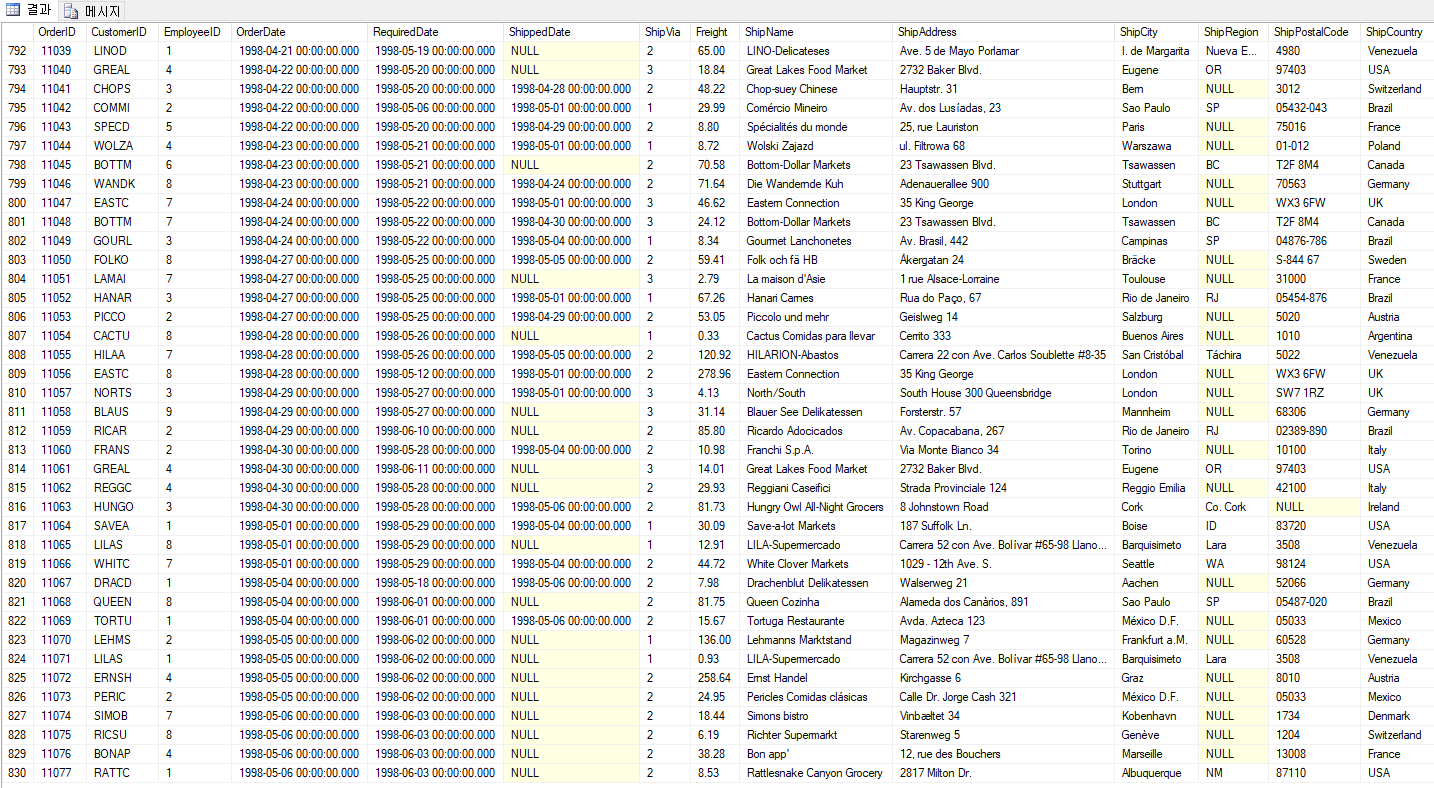 결과 메시지
OrderID CustomerID EmployeeID OrderDate RequiredDate ShippedDate ShipVia Freight ShipName ShipAddress ShipCity ShipRegion ShipPostalCode ShipCountry
792 11039 LINOD 1 1998-04-21 00:00:00.000 1998-05-19 00:00:00.000 NULL 2 65.00 LINO-Delicateses Ave. 5 de Mayo Porlamar I. de Margarita Nueva E... 4980 Venezuela
793 11040 GREAL 4 1998-04-22 00:00:00.000 1998-05-20 00:00:00.000 NULL 3 18.84 Great Lakes Food Market 2732 Baker Blvd. Eugene OR 97403 USA
794 11041 CHOPS 3 1998-04-22 00:00:00.000 1998-05-20 00:00:00.000 1998-04-28 00:00:00.000 2 48.22 Chop-suey Chinese Hauptstr. 31 Bern NULL 3012 Switzerland
795 11042 COMMI 2 1998-04-22 00:00:00.000 1998-05-06 00:00:00.000 1998-05-01 00:00:00.000 1 29.99 Comércio Mineiro Av. dos Lusíadas, 23 Sao Paulo SP 05432-043 Brazil
796 11043 SPECD 5 1998-04-22 00:00:00.000 1998-05-20 00:00:00.000 1998-04-29 00:00:00.000 2 8.80 Spécialités du monde 25, rue Lauriston Paris NULL 75016 France
797 11044 WOLZA 4 1998-04-23 00:00:00.000 1998-05-21 00:00:00.000 1998-05-01 00:00:00.000 1 8.72 Wolski Zajazd ul. Filtrowa 68 Warszawa NULL 01-012 Poland
798 11045 BOTTM 6 1998-04-23 00:00:00.000 1998-05-21 00:00:00.000 NULL 2 70.58 Bottom-Dollar Markets 23 Tsawassen Blvd. Tsawassen BC T2F 8M4 Canada
799 11046 WANDK 8 1998-04-23 00:00:00.000 1998-05-21 00:00:00.000 1998-04-24 00:00:00.000 2 71.64 Die Wandernde Kuh Adenauerallee 900 Stuttgart NULL 70563 Germany
800 11047 EASTC 7 1998-04-24 00:00:00.000 1998-05-22 00:00:00.000 1998-05-01 00:00:00.000 3 46.62 Eastern Connection 35 King George London NULL WX3 6FW UK
801 11048 BOTTM 7 1998-04-24 00:00:00.000 1998-05-22 00:00:00.000 1998-04-30 00:00:00.000 3 24.12 Bottom-Dollar Markets 23 Tsawassen Blvd. Tsawassen BC T2F 8M4 Canada
802 11049 GOURL 3 1998-04-24 00:00:00.000 1998-05-22 00:00:00.000 1998-05-04 00:00:00.000 1 8.34 Gourmet Lanchonetes Av. Brasil, 442 Campinas SP 04876-786 Brazil
803 11050 FOLKO 8 1998-04-27 00:00:00.000 1998-05-25 00:00:00.000 1998-05-05 00:00:00.000 2 59.41 Folk och fä HB Åkergatan 24 Bräcke NULL S-844 67 Sweden
804 11051 LAMAI 7 1998-04-27 00:00:00.000 1998-05-25 00:00:00.000 NULL 3 2.79 La maison d'Asie 1 rue Alsace-Lorraine Toulouse NULL 31000 France
805 11052 HANAR 3 1998-04-27 00:00:00.000 1998-05-25 00:00:00.000 1998-05-01 00:00:00.000 1 67.26 Hanari Carnes Rua do Paço, 67 Rio de Janeiro RJ 05454-876 Brazil
806 11053 PICCO 2 1998-04-27 00:00:00.000 1998-05-25 00:00:00.000 1998-04-29 00:00:00.000 2 53.05 Piccolo und mehr Geislweg 14 Salzburg NULL 5020 Austria
807 11054 CACTU 8 1998-04-28 00:00:00.000 1998-05-26 00:00:00.000 NULL 1 0.33 Cactus Comidas para llevar Cerrito 333 Buenos Aires NULL 1010 Argentina
808 11055 HILAA 7 1998-04-28 00:00:00.000 1998-05-26 00:00:00.000 1998-05-05 00:00:00.000 2 120.92 HILARION-Abastos Carrera 22 con Ave. Carlos Soublette #8-35 San Cristóbal Táchira 5022 Venezuela
809 11056 EASTC 8 1998-04-28 00:00:00.000 1998-05-12 00:00:00.000 1998-05-01 00:00:00.000 2 278.96 Eastern Connection 35 King George London NULL WX3 6FW UK
810 11057 NORTS 3 1998-04-29 00:00:00.000 1998-05-27 00:00:00.000 1998-05-01 00:00:00.000 3 4.13 North/South South House 300 Queensbridge London NULL SW7 1RZ UK
811 11058 BLAUS 9 1998-04-29 00:00:00.000 1998-05-27 00:00:00.000 NULL 3 31.14 Blauer See Delikatessen Forsterstr. 57 Mannheim NULL 68306 Germany
812 11059 RICAR 2 1998-04-29 00:00:00.000 1998-06-10 00:00:00.000 NULL 2 85.80 Ricardo Adocicados Av. Copacabana, 267 Rio de Janeiro RJ 02389-890 Brazil
813 11060 FRANS 2 1998-04-30 00:00:00.000 1998-05-28 00:00:00.000 1998-05-04 00:00:00.000 2 10.98 Franchi S.p.A. Via Monte Bianco 34 Torino NULL 10100 Italy
814 11061 GREAL 4 1998-04-30 00:00:00.000 1998-06-11 00:00:00.000 NULL 3 14.01 Great Lakes Food Market 2732 Baker Blvd. Eugene OR 97403 USA
815 11062 REGGC 4 1998-04-30 00:00:00.000 1998-05-28 00:00:00.000 NULL 2 29.93 Reggiani Caseifici Strada Provinciale 124 Reggio Emilia NULL 42100 Italy
816 11063 HUNGO 3 1998-04-30 00:00:00.000 1998-05-28 00:00:00.000 1998-05-06 00:00:00.000 2 81.73 Hungry Owl All-Night Grocers 8 Johnstown Road Cork Co. Cork NULL Ireland
817 11064 SAVEA 1 1998-05-01 00:00:00.000 1998-05-29 00:00:00.000 1998-05-04 00:00:00.000 1 30.09 Save-a-lot Markets 187 Suffolk Ln. Boise ID 83720 USA
818 11065 LILAS 8 1998-05-01 00:00:00.000 1998-05-29 00:00:00.000 NULL 1 12.91 LILA-Supermercado Carrera 52 con Ave. Bolívar #65-98 Llano... Barquisimeto Lara 3508 Venezuela
819 11066 WHITC 7 1998-05-01 00:00:00.000 1998-05-29 00:00:00.000 1998-05-04 00:00:00.000 2 44.72 White Clover Markets 1029 - 12th Ave. S. Seattle WA 98124 USA
820 11067 DRACD 1 1998-05-04 00:00:00.000 1998-05-18 00:00:00.000 1998-05-06 00:00:00.000 2 7.98 Drachenblut Delikatessen Walserweg 21 Aachen NULL 52066 Germany
821 11068 QUEEN 8 1998-05-04 00:00:00.000 1998-06-01 00:00:00.000 NULL 2 81.75 Queen Cozinha Alameda dos Canàrios, 891 Sao Paulo SP 05487-020 Brazil
822 11069 TORTU 1 1998-05-04 00:00:00.000 1998-06-01 00:00:00.000 1998-05-06 00:00:00.000 2 15.67 Tortuga Restaurante Avda. Azteca 123 México D.F. NULL 05033 Mexico
823 11070 LEHMS 2 1998-05-05 00:00:00.000 1998-06-02 00:00:00.000 NULL 1 136.00 Lehmanns Marktstand Magazinweg 7 Frankfurt a.M. NULL 60528 Germany
824 11071 LILAS 1 1998-05-05 00:00:00.000 1998-06-02 00:00:00.000 NULL 1 0.93 LILA-Supermercado Carrera 52 con Ave. Bolívar #65-98 Llano... Barquisimeto Lara 3508 Venezuela
825 11072 ERNSH 4 1998-05-05 00:00:00.000 1998-06-02 00:00:00.000 NULL 2 258.64 Ernst Handel Kirchgasse 6 Graz NULL 8010 Austria
826 11073 PERIC 2 1998-05-05 00:00:00.000 1998-06-02 00:00:00.000 NULL 2 24.95 Pericles Comidas clásicas Calle Dr. Jorge Cash 321 México D.F. NULL 05033 Mexico
827 11074 SIMOB 7 1998-05-06 00:00:00.000 1998-06-03 00:00:00.000 NULL 2 18.44 Simons bistro Vinbæltet 34 Kobenhavn NULL 1734 Denmark
828 11075 RICSU 8 1998-05-06 00:00:00.000 1998-06-03 00:00:00.000 NULL 2 6.19 Richter Supermarkt Starenweg 5 Genève NULL 1204 Switzerland
829 11076 BONAP 4 1998-05-06 00:00:00.000 1998-06-03 00:00:00.000 NULL 2 38.28 Bon app' 12, rue des Bouchers Marseille NULL 13008 France
830 11077 RATTC 1 1998-05-06 00:00:00.000 1998-06-03 00:00:00.000 NULL 2 8.53 Rattlesnake Canyon Grocery 2817 Milton Dr. Albuquerque NM 87110 USA